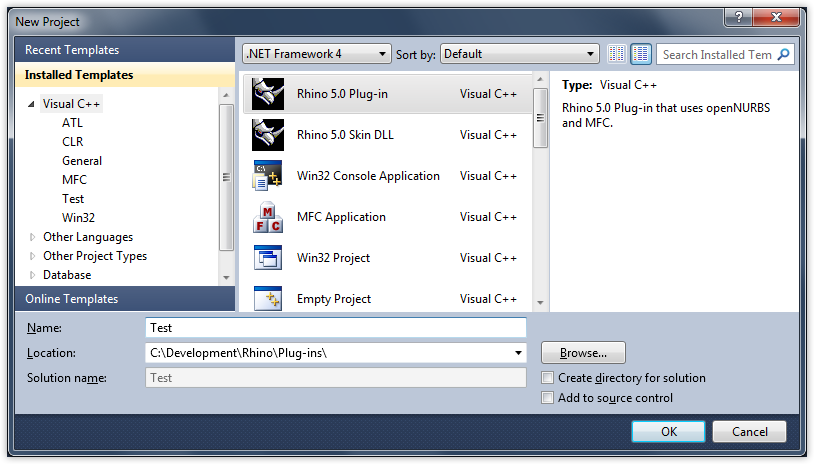 New Project
?
Recent Templates
.NET Framework 4 Sort by: Default Search Installed Tem
Installed Templates
Visual C++
ATL
CLR
General
MFC
Test
Win32
Other Languages
Other Project Types
Database
Online Templates
Rhino 5.0 Plug-in Visual C++
Rhino 5.0 Skin DLL Visual C++
Win32 Console Application Visual C++
MFC Application Visual C++
Win32 Project Visual C++
Empty Project Visual C++
Type: Visual C++
Rhino 5.0 Plug-in that uses openNURBS
and MFC.
Name: Test
Location: C:\Development\Rhino\Plug-ins\ Browse...
Solution name: Test
Create directory for solution
Add to source control
OK Cancel